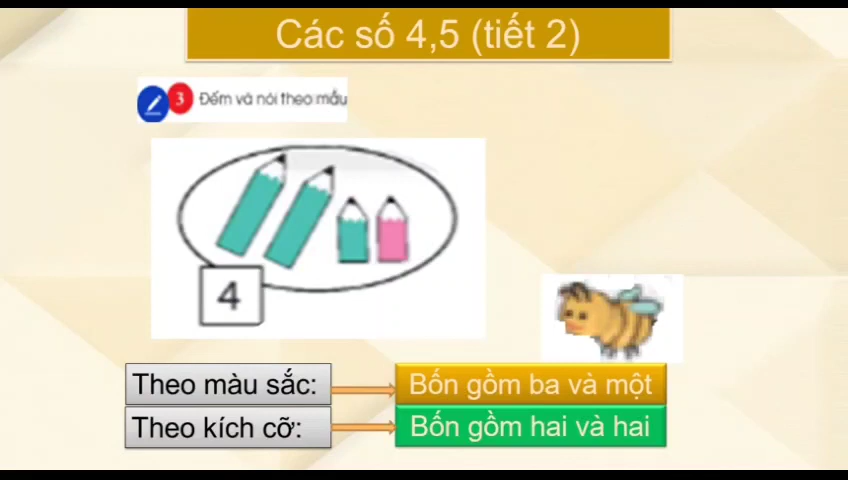 Các số 4,5 (tiết 2)
3 Đếm và nói theo mẫu
4
Theo màu sắc: Bốn gồm ba và một
Theo kích cỡ: Bốn gồm hai và hai